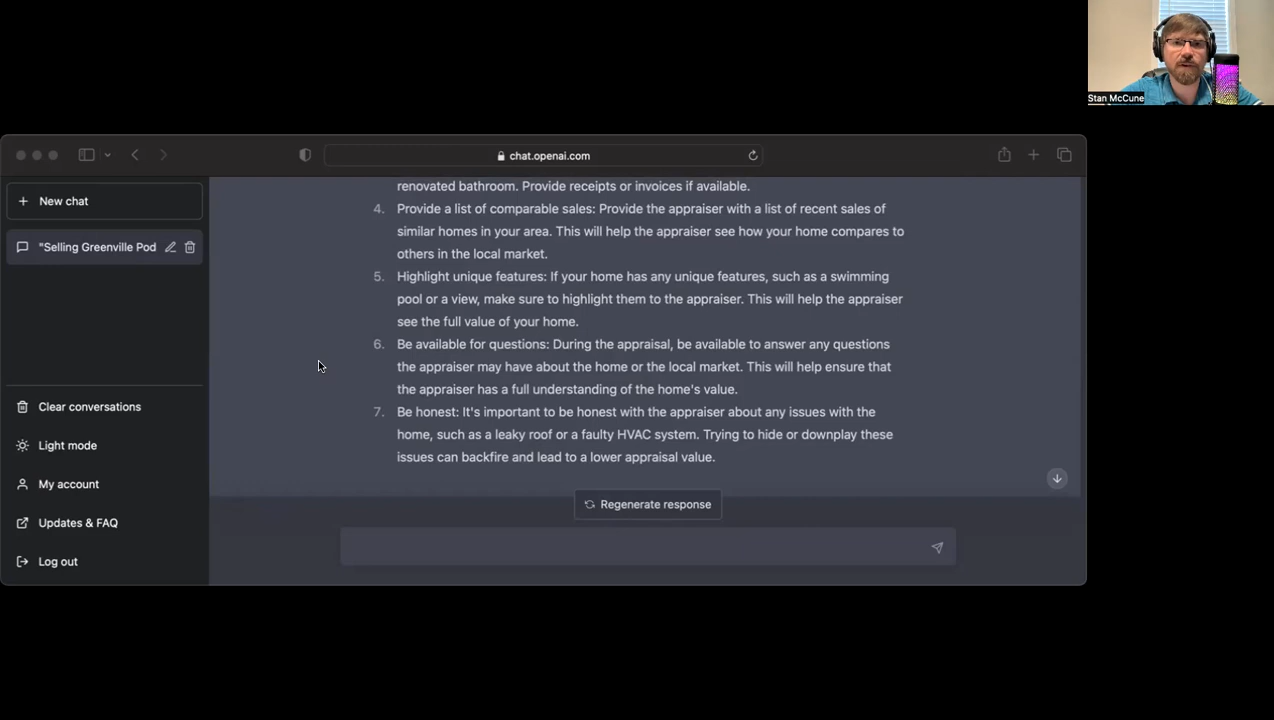 Stan McCune
chat.openai.com
New chat
"Selling Greenville Pod
Clear conversations
Light mode
My account
Updates & FAQ
Log out
renovated bathroom. Provide receipts or invoices if available.
4. Provide a list of comparable sales: Provide the appraiser with a list of recent sales of
similar homes in your area. This will help the appraiser see how your home compares to
others in the local market.
5. Highlight unique features: If your home has any unique features, such as a swimming
pool or a view, make sure to highlight them to the appraiser. This will help the appraiser
see the full value of your home.
6. Be available for questions: During the appraisal, be available to answer any questions
the appraiser may have about the home or the local market. This will help ensure that
the appraiser has a full understanding of the home's value.
7. Be honest: It's important to be honest with the appraiser about any issues with the
home, such as a leaky roof or a faulty HVAC system. Trying to hide or downplay these
issues can backfire and lead to a lower appraisal value.
Regenerate response